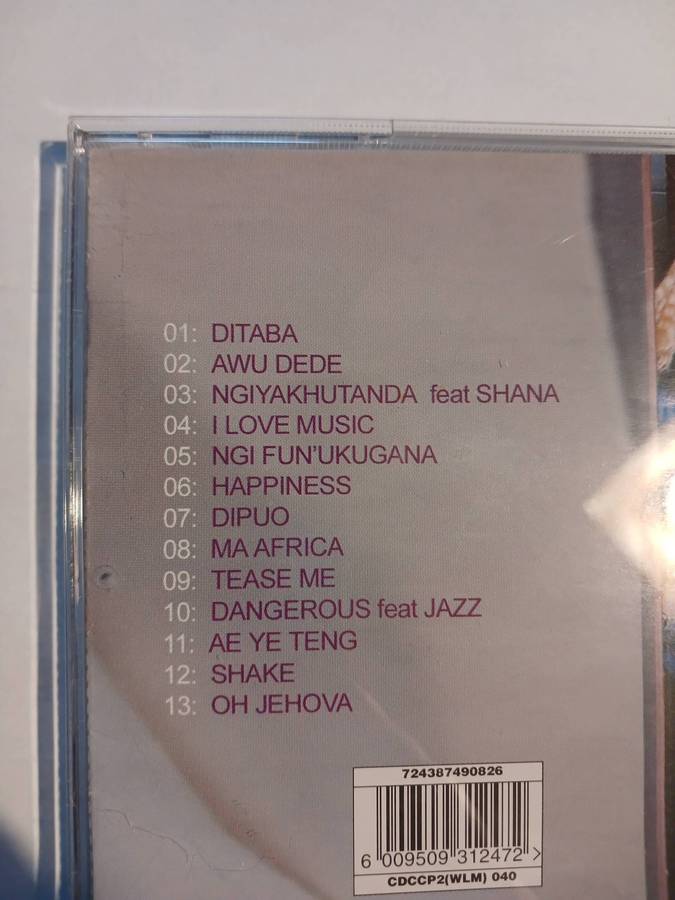 01: DITABA
02: AWU DEDE
03: NGIYAKHUTANDA feat SHANA
04: I LOVE MUSIC
05: NGI FUN'UKUGANA
06: HAPPINESS
07: DIPUO
08: MA AFRICA
09: TEASE ME
10: DANGEROUS feat JAZZ
11: AE YE TENG
12: SHAKE
13: OH JEHOVA
724387490826
6 009509 312472 >
CDCCP2(WLM) 040